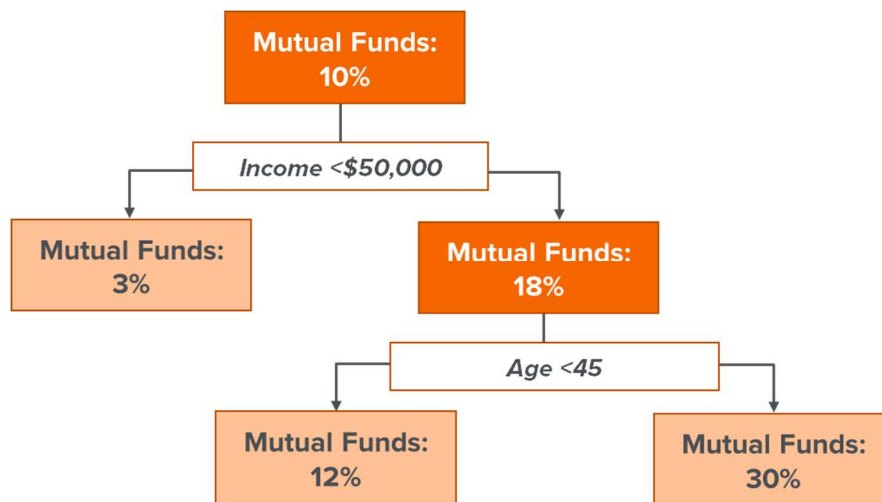 Mutual Funds:
10%
Income <$50,000
Mutual Funds:
3%
Mutual Funds:
18%
Age <45
Mutual Funds:
12%
Mutual Funds:
30%